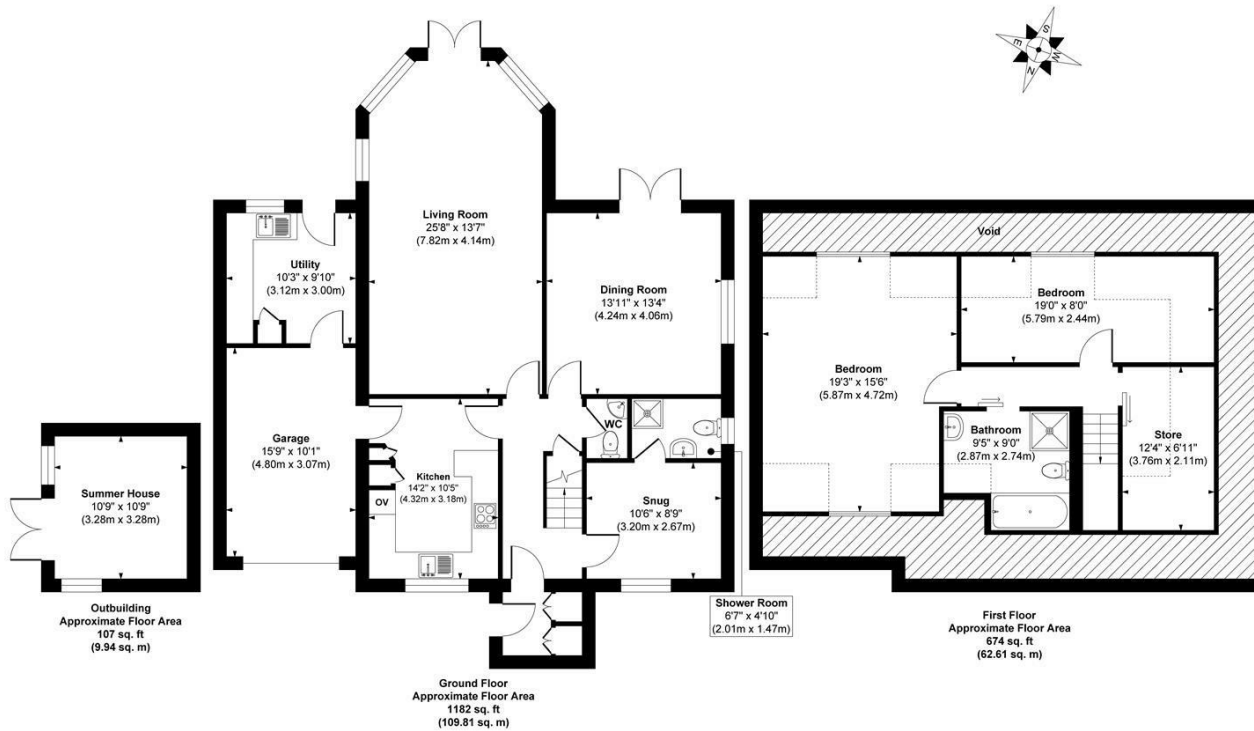 S
E
W
N
Living Room
25'8" x 13'7"
(7.82m x 4.14m)
Utility
10'3" x 9'10"
(3.12m x 3.00m)
Dining Room
13'11" x 13'4"
(4.24m x 4.06m)
Void
Bedroom
19'0" x 8'0"
(5.79m x 2.44m)
Bedroom
19'3" x 15'6"
(5.87m x 4.72m)
WC
Garage
15'9" x 10'1"
(4.80m x 3.07m)
Kitchen
14'2" x 10'5"
(4.32m x 3.18m)
OV
Bathroom
9'5" x 9'0"
(2.87m x 2.74m)
Store
12'4" x 6'11"
(3.76m x 2.11m)
Summer House
10'9" x 10'9"
(3.28m x 3.28m)
Snug
10'6" x 8'9"
(3.20m x 2.67m)
Shower Room
6'7" x 4'10"
(2.01m x 1.47m)
Outbuilding
Approximate Floor Area
107 sq. ft
(9.94 sq. m)
First Floor
Approximate Floor Area
674 sq. ft
(62.61 sq. m)
Ground Floor
Approximate Floor Area
1182 sq. ft
(109.81 sq. m)